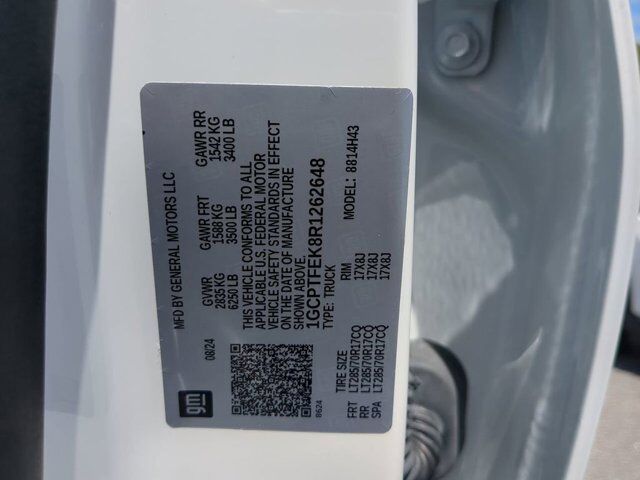 MFD BY GENERAL MOTORS LLC
08/24
GVWR
2835 KG
6250 LB
GAWR FRT
1588 KG
3500 LB
GAWR RR
1542 KG
3400 LB
THIS VEHICLE CONFORMS TO ALL
APPLICABLE U.S. FEDERAL MOTOR
VEHICLE SAFETY STANDARDS IN EFFECT
ON THE DATE OF MANUFACTURE
SHOWN ABOVE.
1GCPTFEK8R1262648
TYPE: TRUCK
MODEL: 8814H43
gm
8624
TIRE SIZE
RIM
FRT LT285/70R17CQ 17X8J
RR LT285/70R17CQ 17X8J
SPA LT285/70R17CQ 17X8J